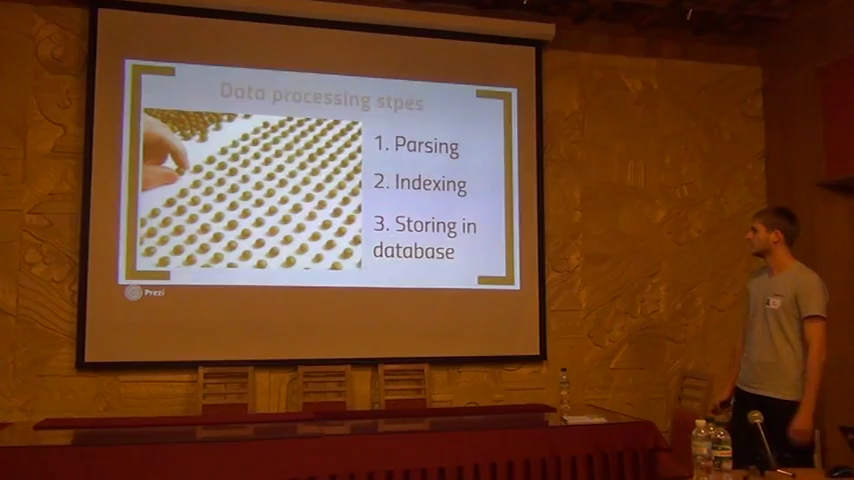 Data processing stpes
1. Parsing
2. Indexing
3. Storing in
database
Prezi